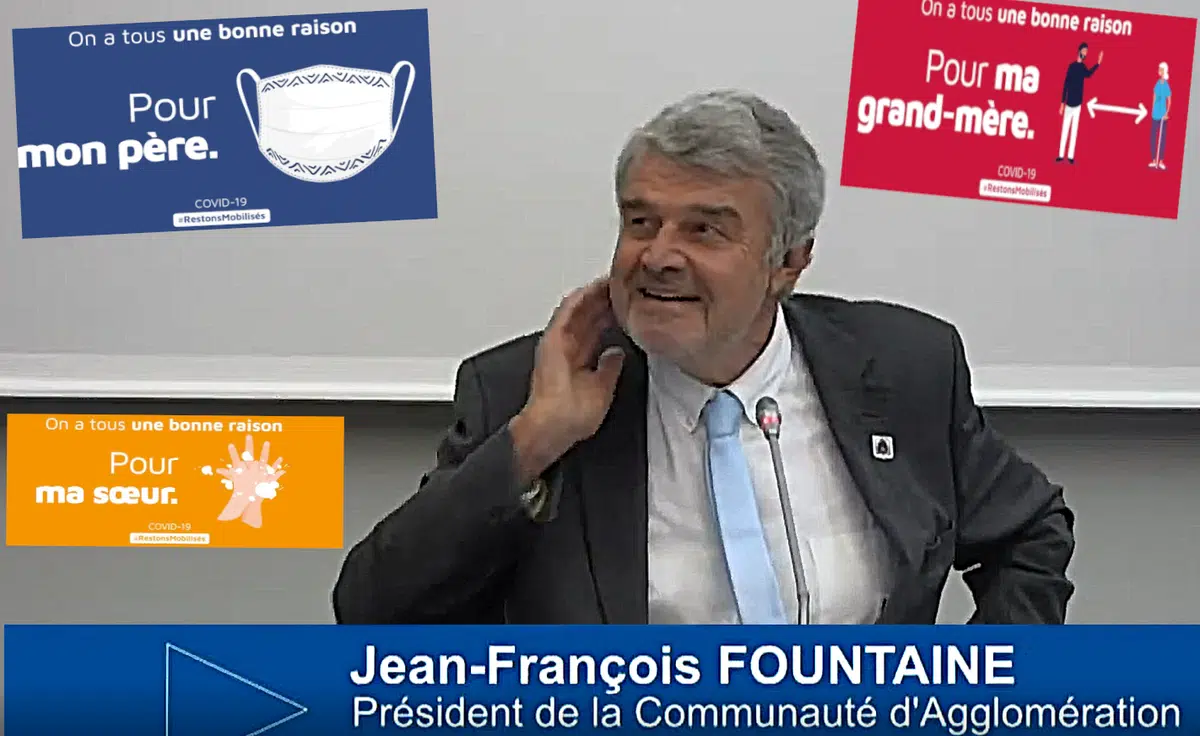 On a tous une bonne raison
Pour
mon père.
COVID-19
#RestonsMobilisés
On a tous une bonne raison
Pour ma
grand-mère.
COVID-19
#RestonsMobilisés
On a tous une bonne raison
Pour
ma sœur.
COVID-19
#RestonsMobilisés
Jean-François FOUNTAINE
Président de la Communauté d'Agglomération